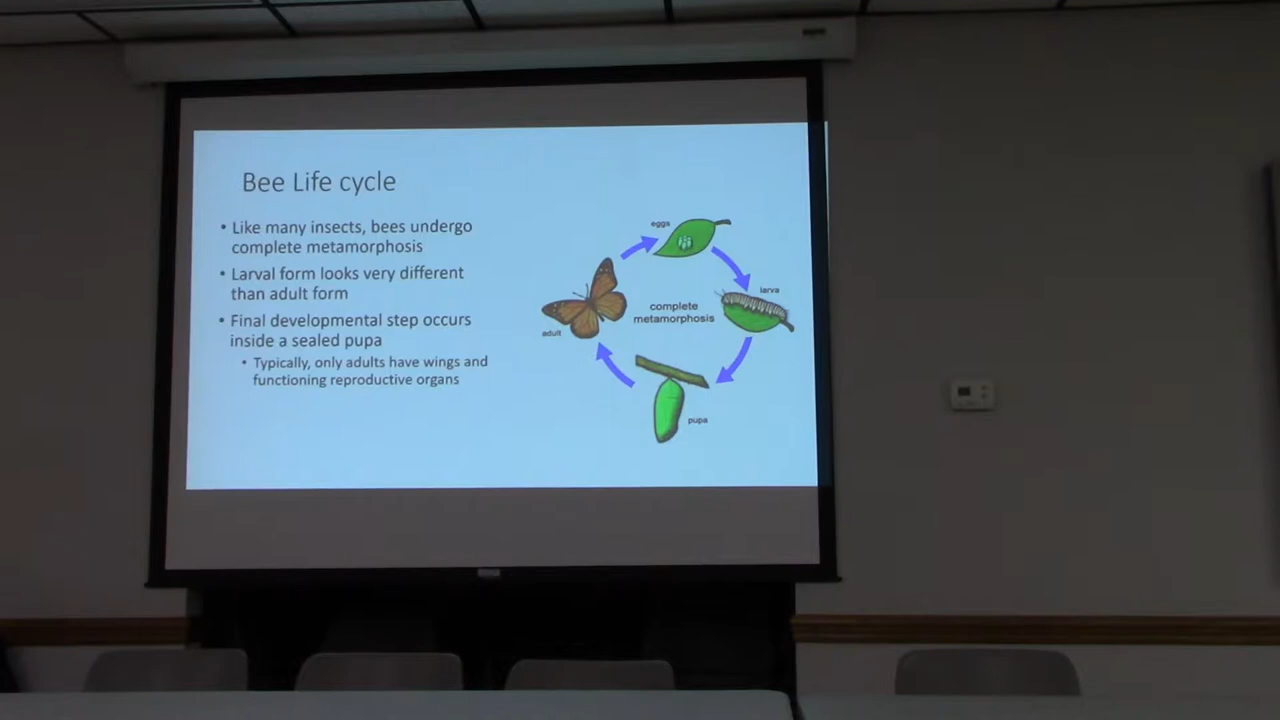 Bee Life cycle
• Like many insects, bees undergo
complete metamorphosis
• Larval form looks very different
than adult form
• Final developmental step occurs
inside a sealed pupa
• Typically, only adults have wings and
functioning reproductive organs
eggs
larva
complete
metamorphosis
adult
pupa